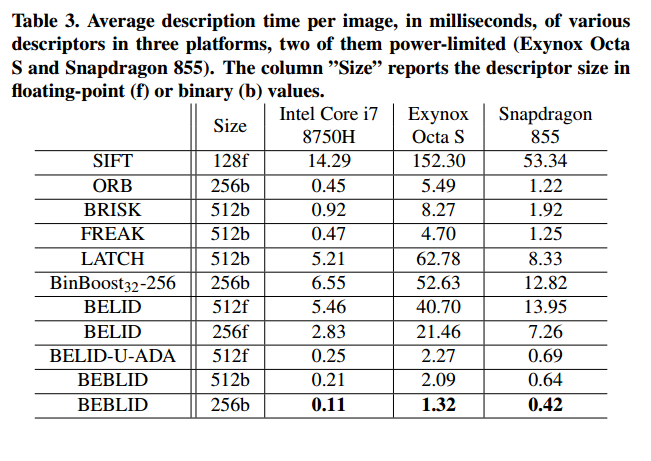 Table 3. Average description time per image, in milliseconds, of various
descriptors in three platforms, two of them power-limited (Exynox Octa
S and Snapdragon 855). The column ”Size” reports the descriptor size in
floating-point (f) or binary (b) values.
Size Intel Core i7 8750H Exynox Octa S Snapdragon 855
SIFT 128f 14.29 152.30 53.34
ORB 256b 0.45 5.49 1.22
BRISK 512b 0.92 8.27 1.92
FREAK 512b 0.47 4.70 1.25
LATCH 512b 5.21 62.78 8.33
BinBoost32-256 256b 6.55 52.63 12.82
BELID 512f 5.46 40.70 13.95
BELID 256f 2.83 21.46 7.26
BELID-U-ADA 512f 0.25 2.27 0.69
BEBLID 512b 0.21 2.09 0.64
BEBLID 256b 0.11 1.32 0.42